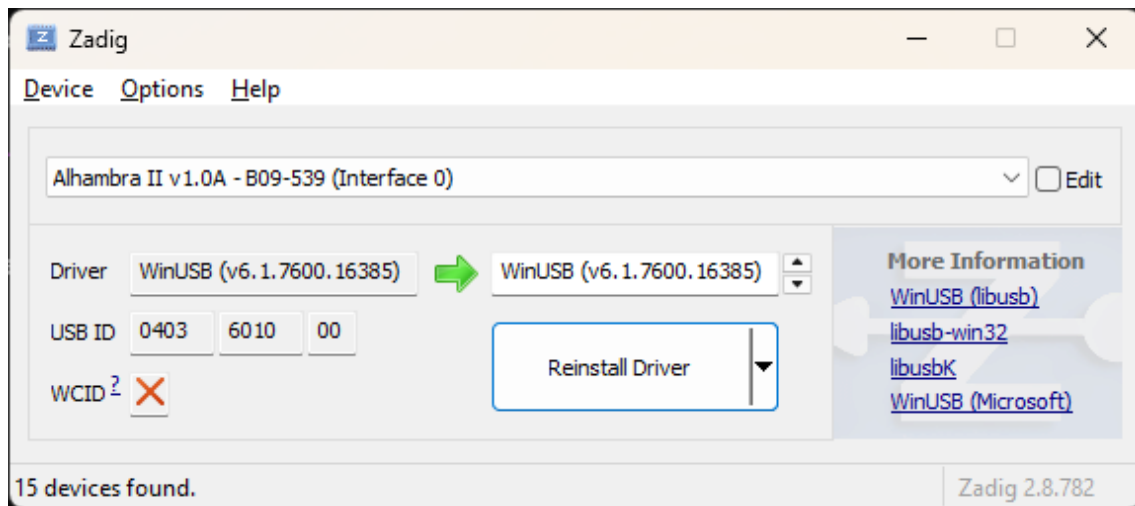 Zadig
Device Options Help
Alhambra II v1.0A - B09-539 (Interface 0)
Edit
Driver WinUSB (v6.1.7600.16385) WinUSB (v6.1.7600.16385)
USB ID 0403 6010 00
WCID ?
Reinstall Driver
More Information
WinUSB (libusb)
libusb-win32
libusbK
WinUSB (Microsoft)
15 devices found.
Zadig 2.8.782